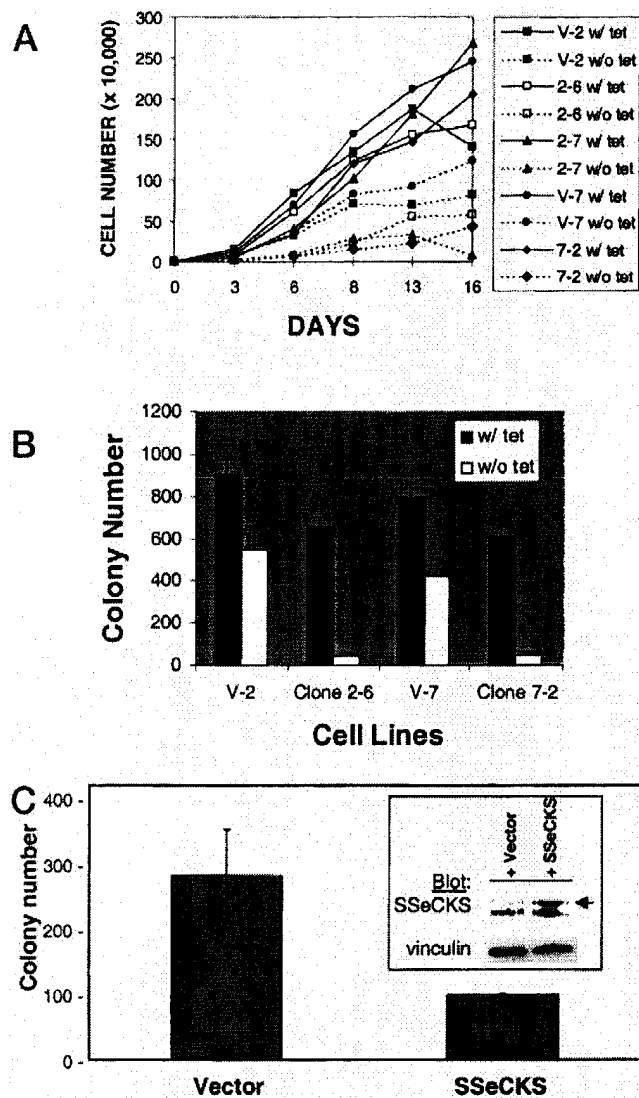 A
CELL NUMBER (x 10,000)
300
250
200
150
100
50
0
0 3 6 8 13 16
DAYS
V-2 w/ tet
V-2 w/o tet
2-6 w/ tet
2-6 w/o tet
2-7 w/ tet
2-7 w/o tet
V-7 w/ tet
V-7 w/o tet
7-2 w/ tet
7-2 w/o tet
B
Colony Number
1200
1000
800
600
400
200
0
w/ tet
w/o tet
V-2 Clone 2-6 V-7 Clone 7-2
Cell Lines
C
Colony number
400 -
300 -
200 -
100 -
0 -
+ Vector
+ SSeCKS
Blot:
SSeCKS
vinculin
Vector SSeCKS